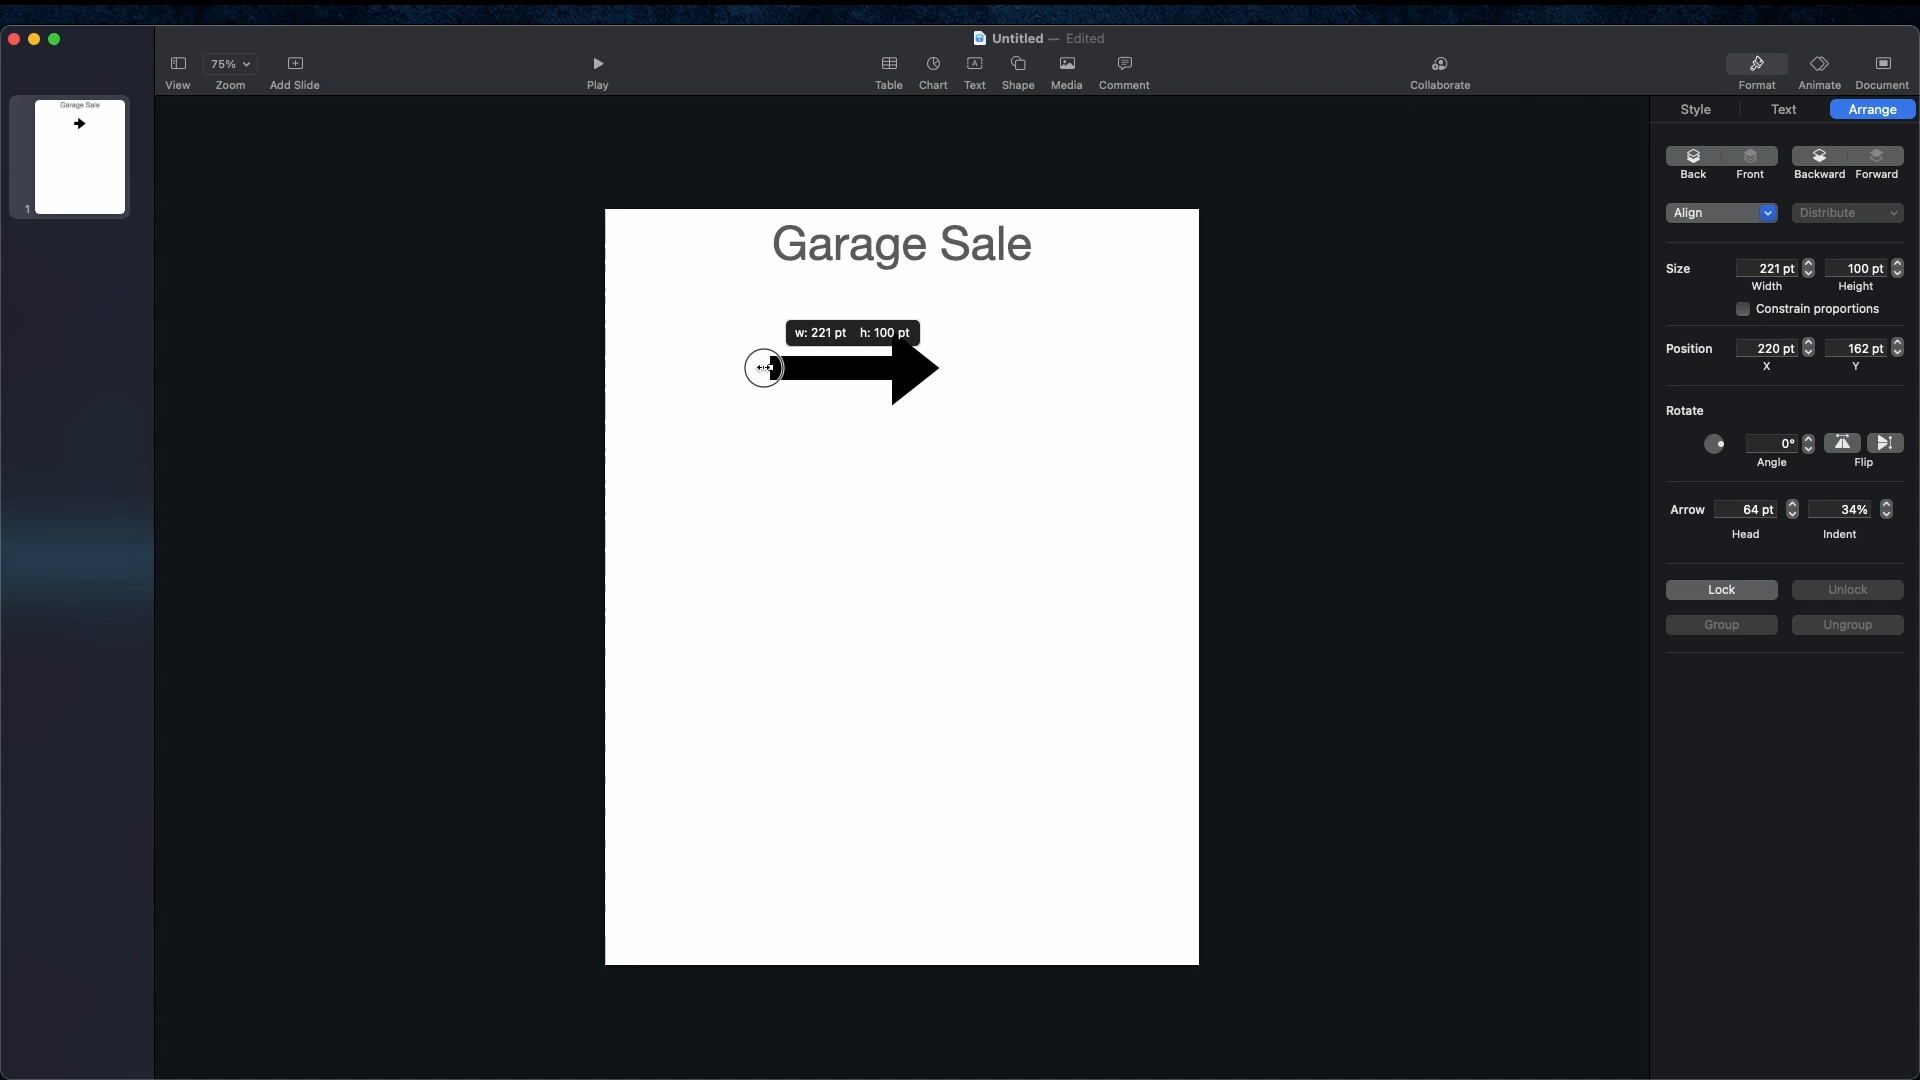 Untitled — Edited
75%
View
Zoom
Add Slide
Play
Table
Chart
Text
Shape
Media
Comment
Collaborate
Format
Animate
Document
Garage Sale
1
Garage Sale
w: 221 pt h: 100 pt
Style
Text
Arrange
Back
Front
Backward
Forward
Align
Distribute
Size
221 pt
100 pt
Width
Height
Constrain proportions
Position
220 pt
162 pt
X
Y
Rotate
0°
Angle
Flip
Arrow
64 pt
34%
Head
Indent
Lock
Unlock
Group
Ungroup